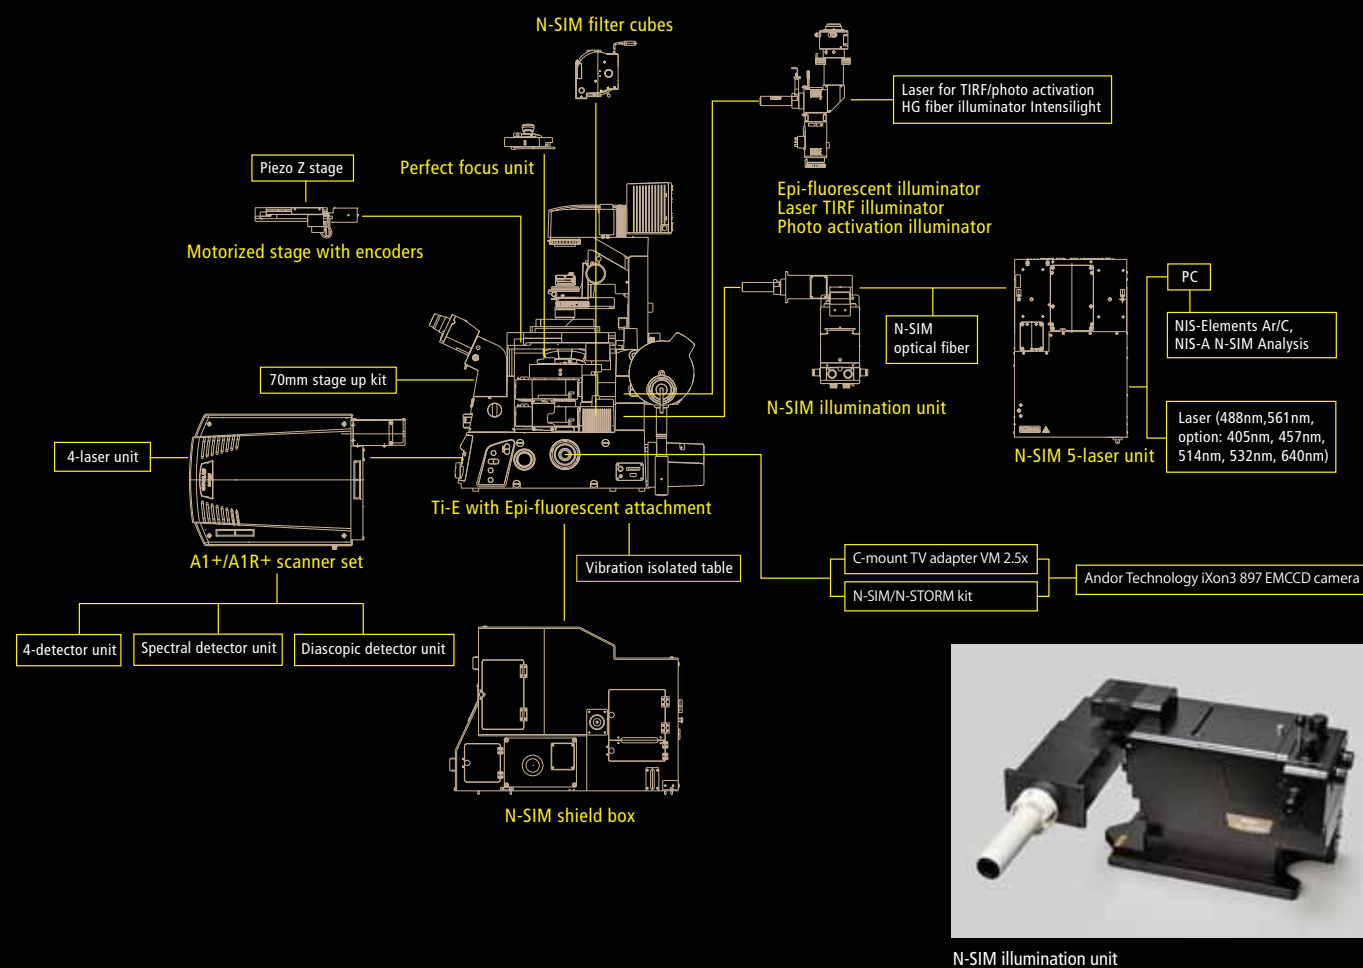 N-SIM filter cubes
Laser for TIRF/photo activation
HG fiber illuminator Intensilight
Piezo Z stage
Perfect focus unit
Epi-fluorescent illuminator
Laser TIRF illuminator
Photo activation illuminator
Motorized stage with encoders
PC
N-SIM
optical fiber
NIS-Elements Ar/C,
NIS-A N-SIM Analysis
70mm stage up kit
N-SIM illumination unit
Laser (488nm,561nm,
option: 405nm, 457nm,
514nm, 532nm, 640nm)
N-SIM 5-laser unit
4-laser unit
Ti-E with Epi-fluorescent attachment
A1+/A1R+ scanner set
Vibration isolated table
C-mount TV adapter VM 2.5x
N-SIM/N-STORM kit
Andor Technology iXon3 897 EMCCD camera
4-detector unit
Spectral detector unit
Diascopic detector unit
N-SIM shield box
N-SIM illumination unit